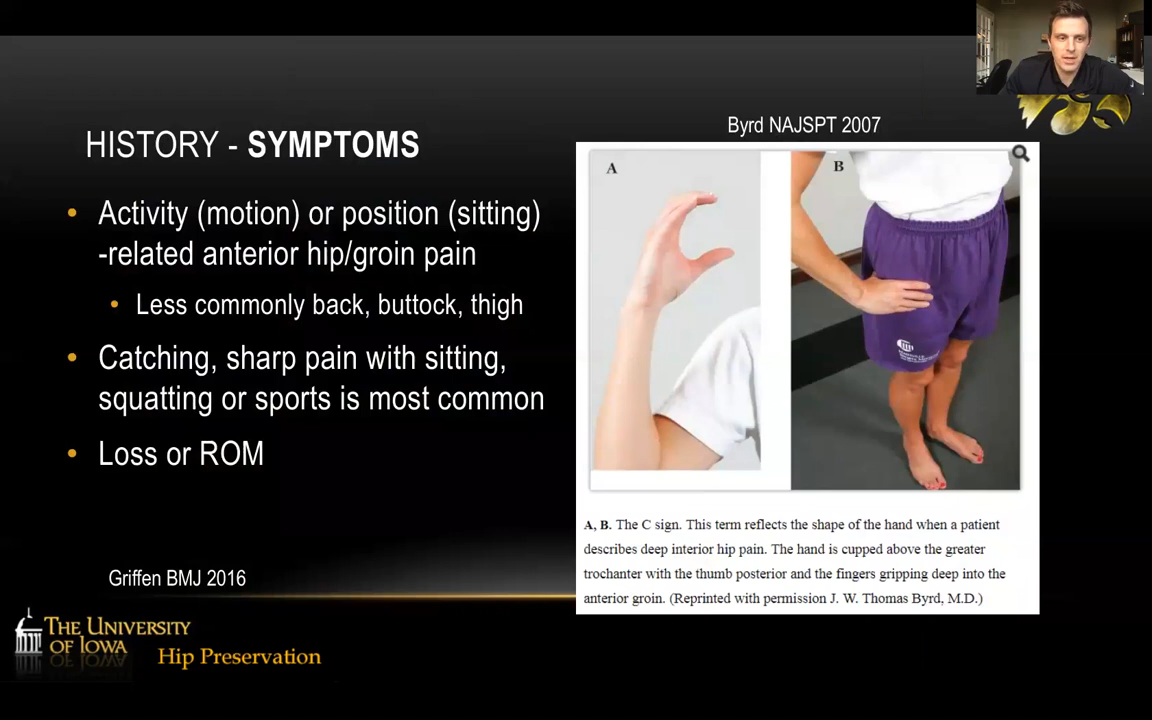 Byrd NAJSPT 2007
HISTORY - SYMPTOMS
• Activity (motion) or position (sitting)
-related anterior hip/groin pain
• Less commonly back, buttock, thigh
• Catching, sharp pain with sitting,
squatting or sports is most common
• Loss or ROM
A
B
A, B. The C sign. This term reflects the shape of the hand when a patient
describes deep interior hip pain. The hand is cupped above the greater
trochanter with the thumb posterior and the fingers gripping deep into the
anterior groin. (Reprinted with permission J. W. Thomas Byrd, M.D.)
Griffen BMJ 2016
THE UNIVERSITY
OF IOWA
Hip Preservation